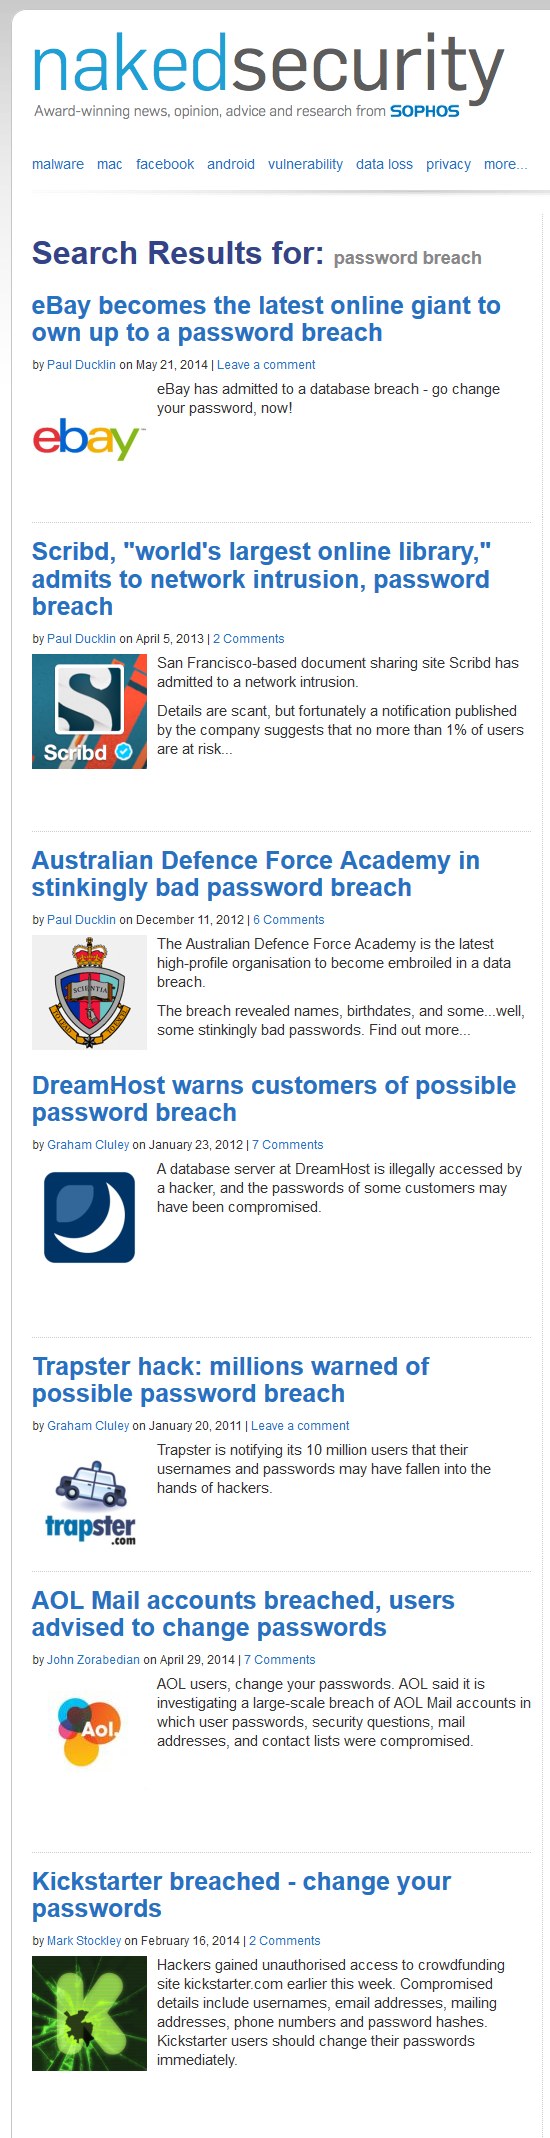 nakedsecurity
Award-winning news, opinion, advice and research from SOPHOS
malware mac facebook android vulnerability data loss privacy more...
Search Results for: password breach
eBay becomes the latest online giant to
own up to a password breach
by Paul Ducklin on May 21, 2014 | Leave a comment
eBay has admitted to a database breach - go change
your password, now!
ebay™
Scribd, "world's largest online library,"
admits to network intrusion, password
breach
by Paul Ducklin on April 5, 2013 | 2 Comments
San Francisco-based document sharing site Scribd has
admitted to a network intrusion.
Details are scant, but fortunately a notification published
by the company suggests that no more than 1% of users
are at risk...
Scribd
Australian Defence Force Academy in
stinkingly bad password breach
by Paul Ducklin on December 11, 2012 | 6 Comments
The Australian Defence Force Academy is the latest
high-profile organisation to become embroiled in a data
breach.
The breach revealed names, birthdates, and some...well,
some stinkingly bad passwords. Find out more...
SCIENTIA
DreamHost warns customers of possible
password breach
by Graham Cluley on January 23, 2012 | 7 Comments
A database server at DreamHost is illegally accessed by
a hacker, and the passwords of some customers may
have been compromised.
Trapster hack: millions warned of
possible password breach
by Graham Cluley on January 20, 2011 | Leave a comment
Trapster is notifying its 10 million users that their
usernames and passwords may have fallen into the
hands of hackers.
trapster
.com
AOL Mail accounts breached, users
advised to change passwords
by John Zorabedian on April 29, 2014 | 7 Comments
AOL users, change your passwords. AOL said it is
investigating a large-scale breach of AOL Mail accounts in
which user passwords, security questions, mail
addresses, and contact lists were compromised.
Aol.
Kickstarter breached - change your
passwords
by Mark Stockley on February 16, 2014 | 2 Comments
Hackers gained unauthorised access to crowdfunding
site kickstarter.com earlier this week. Compromised
details include usernames, email addresses, mailing
addresses, phone numbers and password hashes.
Kickstarter users should change their passwords
immediately.
K